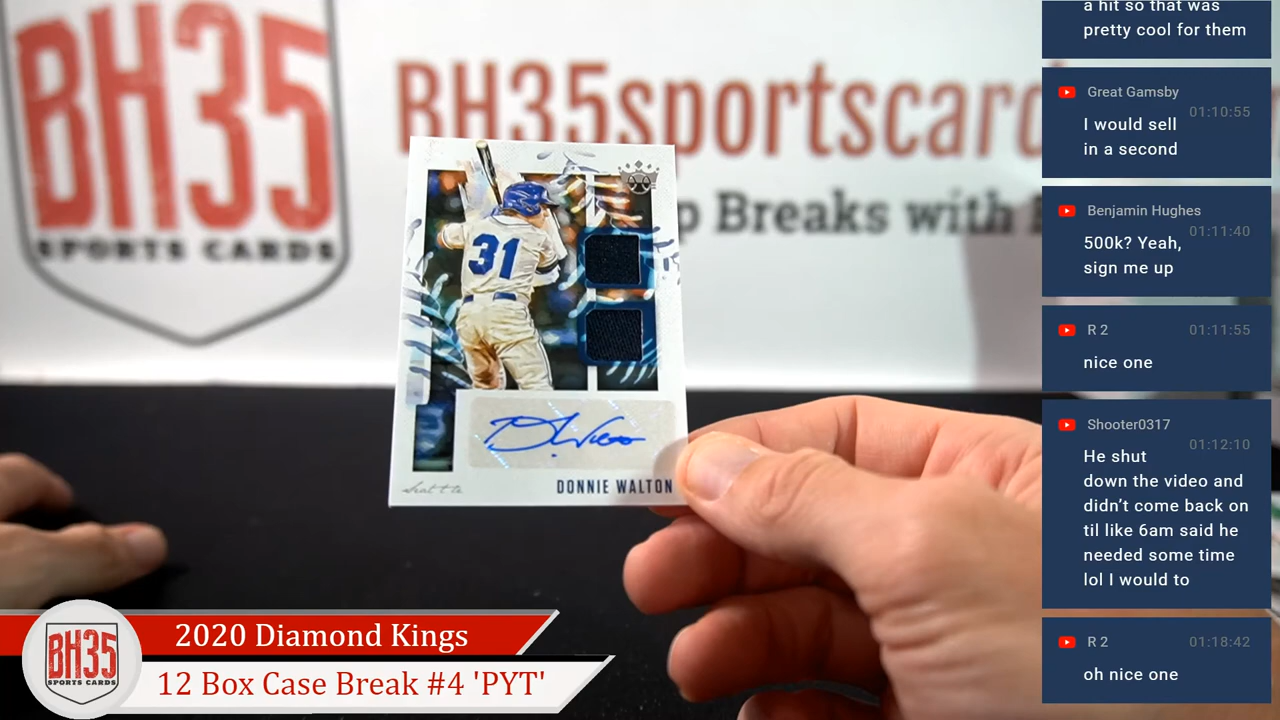 BH35
SPORTS CARDS
BH35sportscard
p Breaks with
31
Seattle
DONNIE WALTON
BH35
SPORTS CARDS
2020 Diamond Kings
12 Box Case Break #4 'PYT'
a hit so that was
pretty cool for them
Great Gamsby
01:10:55
I would sell
in a second
Benjamin Hughes
01:11:40
500k? Yeah,
sign me up
R 2
01:11:55
nice one
Shooter0317
01:12:10
He shut
down the video and
didn't come back on
til like 6am said he
needed some time
lol I would to
R 2
01:18:42
oh nice one